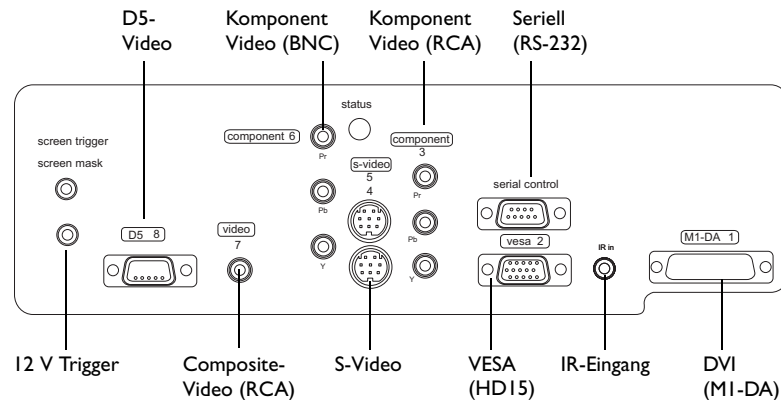 D5-
Video
Komponent
Video (BNC)
Komponent
Video (RCA)
Seriell
(RS-232)
status
screen trigger
screen mask
component 6
component
3
s-video
5
4
Pr
Pr
Pb
Pb
Y
Y
serial control
vesa 2
D5 8
video
7
IR in
M1-DA 1
12 V Trigger
Composite-
Video (RCA)
S-Video
VESA
(HD15)
IR-Eingang
DVI
(M1-DA)